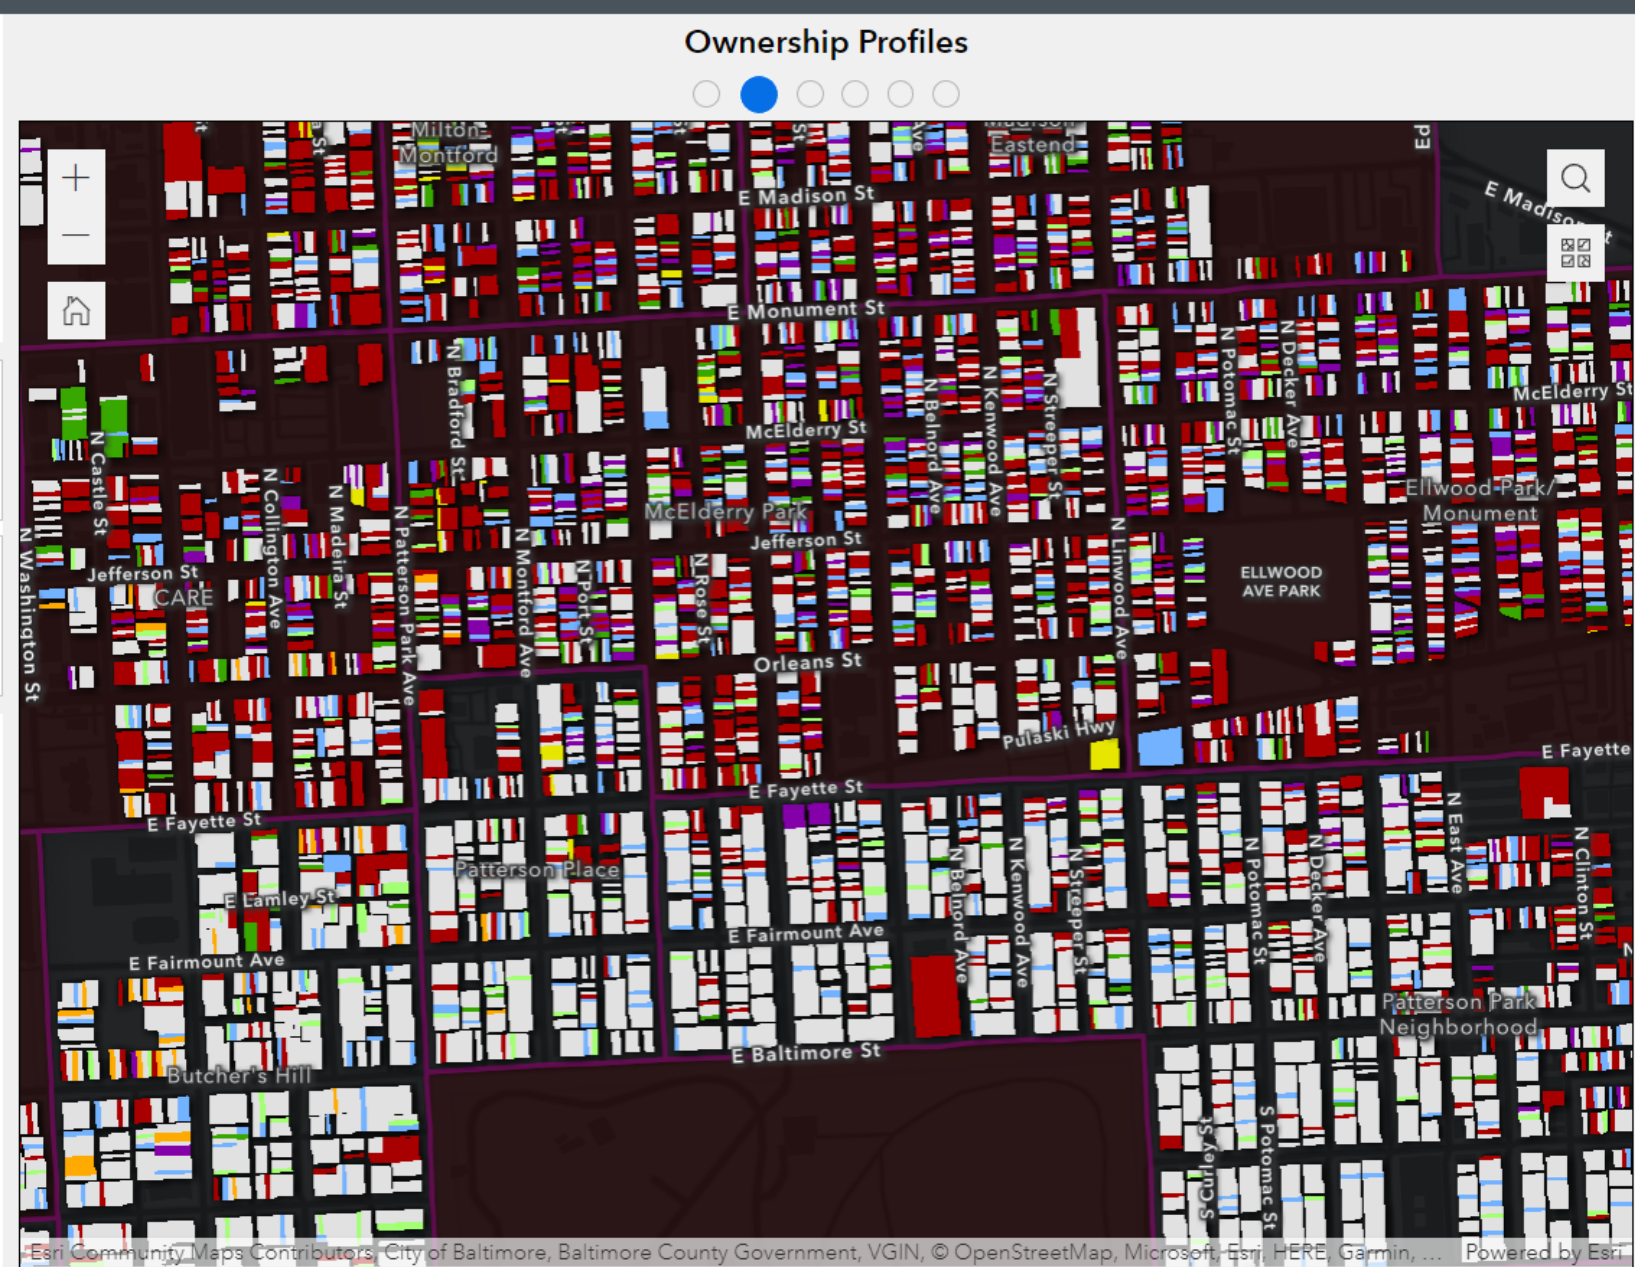 Ownership Profiles
Milton-
Montford
Madison
Eastend
E Madison St
E Monument St
N Bradford St
McElderry St
N Belnord Ave
N Kenwood Ave
N Streeper St
N Potomac St
N Decker Ave
McElderry St
N Castle St
N Collington Ave
N Madeira St
N Patterson Park Ave
N Washington St
McElderry Park
Jefferson St
Jefferson St
CARE
N Montford Ave
N Port St
N Rose St
N Linwood Ave
Ellwood Park/
Monument
ELLWOOD
AVE PARK
Orleans St
Pulaski Hwy
E Fayette
E Fayette St
E Fayette St
Patterson Place
E Lamley St
E Fairmount Ave
E Fairmount Ave
N Belnord Ave
N Kenwood Ave
N Streeper St
N Potomac St
N Decker Ave
N East Ave
N Clinton St
Patterson Park
Neighborhood
E Baltimore St
Butcher's Hill
S Curley St
S Potomac St
Esri Community Maps Contributors, City of Baltimore, Baltimore County Government, VGIN, © OpenStreetMap, Microsoft, Esri, HERE, Garmin, ... Powered by Esri